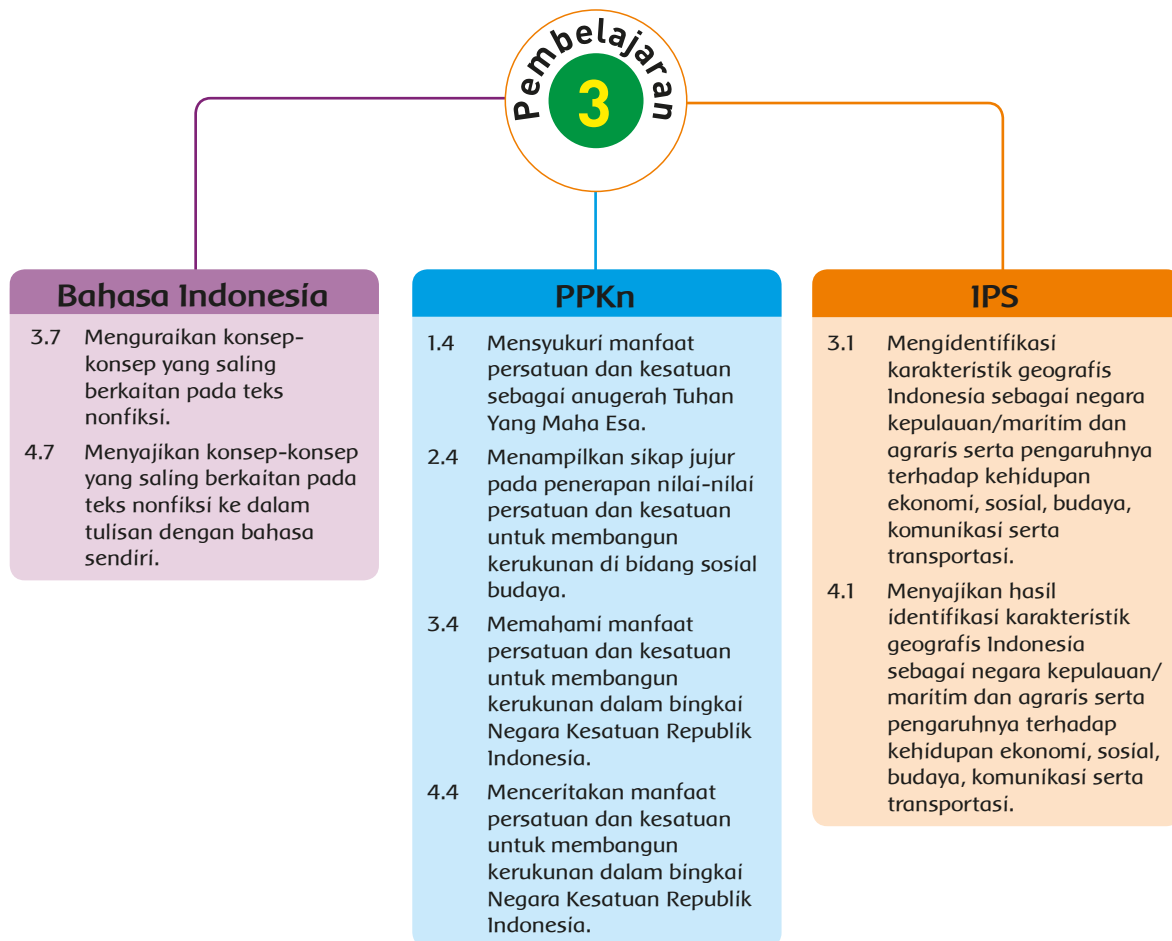 Pembelajaran
3
Bahasa Indonesia
3.7 Menguraikan konsep-
konsep yang saling
berkaitan pada teks
nonfiksi.
4.7 Menyajikan konsep-konsep
yang saling berkaitan pada
teks nonfiksi ke dalam
tulisan dengan bahasa
sendiri.
PPKn
1.4 Mensyukuri manfaat
persatuan dan kesatuan
sebagai anugerah Tuhan
Yang Maha Esa.
2.4 Menampilkan sikap jujur
pada penerapan nilai-nilai
persatuan dan kesatuan
untuk membangun
kerukunan di bidang sosial
budaya.
3.4 Memahami manfaat
persatuan dan kesatuan
untuk membangun
kerukunan dalam bingkai
Negara Kesatuan Republik
Indonesia.
4.4 Menceritakan manfaat
persatuan dan kesatuan
untuk membangun
kerukunan dalam bingkai
Negara Kesatuan Republik
Indonesia.
IPS
3.1 Mengidentifikasi
karakteristik geografis
Indonesia sebagai negara
kepulauan/maritim dan
agraris serta pengaruhnya
terhadap kehidupan
ekonomi, sosial, budaya,
komunikasi serta
transportasi.
4.1 Menyajikan hasil
identifikasi karakteristik
geografis Indonesia
sebagai negara kepulauan/
maritim dan agraris serta
pengaruhnya terhadap
kehidupan ekonomi, sosial,
budaya, komunikasi serta
transportasi.